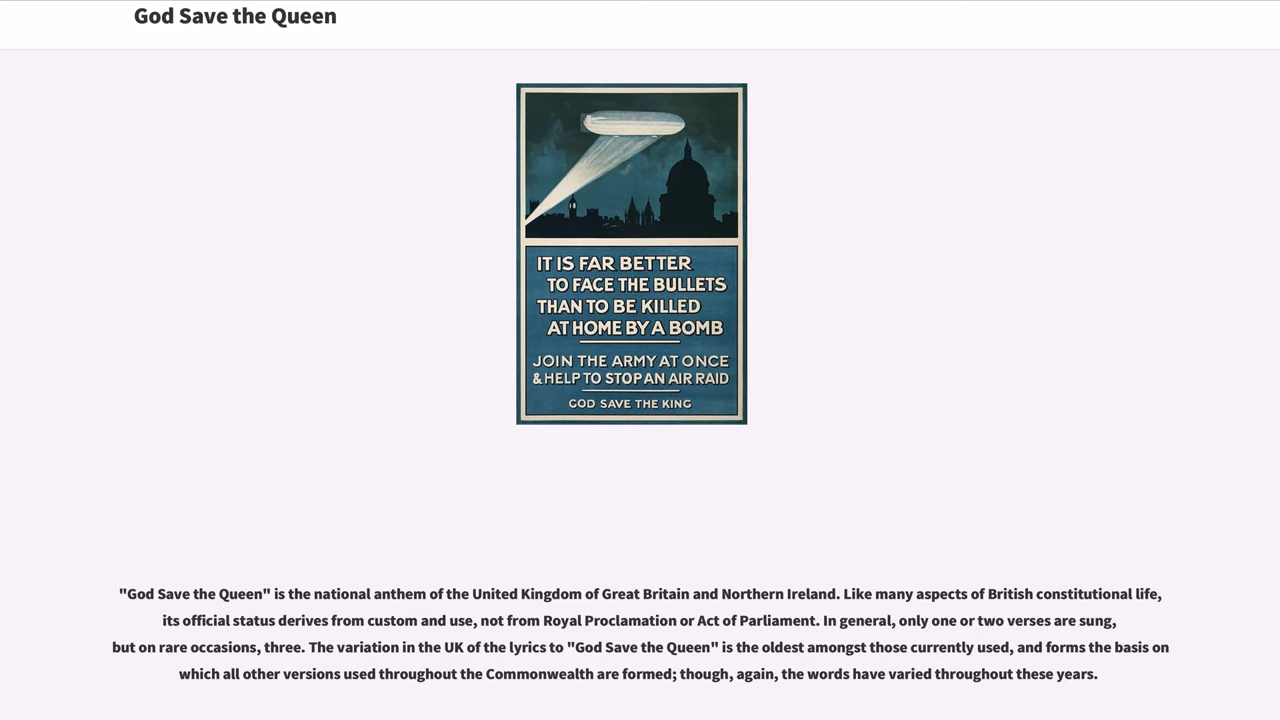 God Save the Queen
IT IS FAR BETTER
TO FACE THE BULLETS
THAN TO BE KILLED
AT HOME BY A BOMB
JOIN THE ARMY AT ONCE
& HELP TO STOP AN AIR RAID
GOD SAVE THE KING
"God Save the Queen" is the national anthem of the United Kingdom of Great Britain and Northern Ireland. Like many aspects of British constitutional life,
its official status derives from custom and use, not from Royal Proclamation or Act of Parliament. In general, only one or two verses are sung,
but on rare occasions, three. The variation in the UK of the lyrics to "God Save the Queen" is the oldest amongst those currently used, and forms the basis on
which all other versions used throughout the Commonwealth are formed; though, again, the words have varied throughout these years.